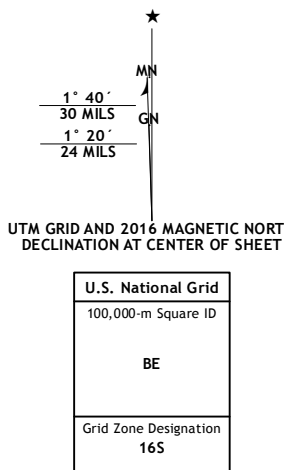 ★
MN
1° 40´
30 MILS
GN
1° 20´
24 MILS
UTM GRID AND 2016 MAGNETIC NORT
DECLINATION AT CENTER OF SHEET
U.S. National Grid
100,000-m Square ID
BE
Grid Zone Designation
16S